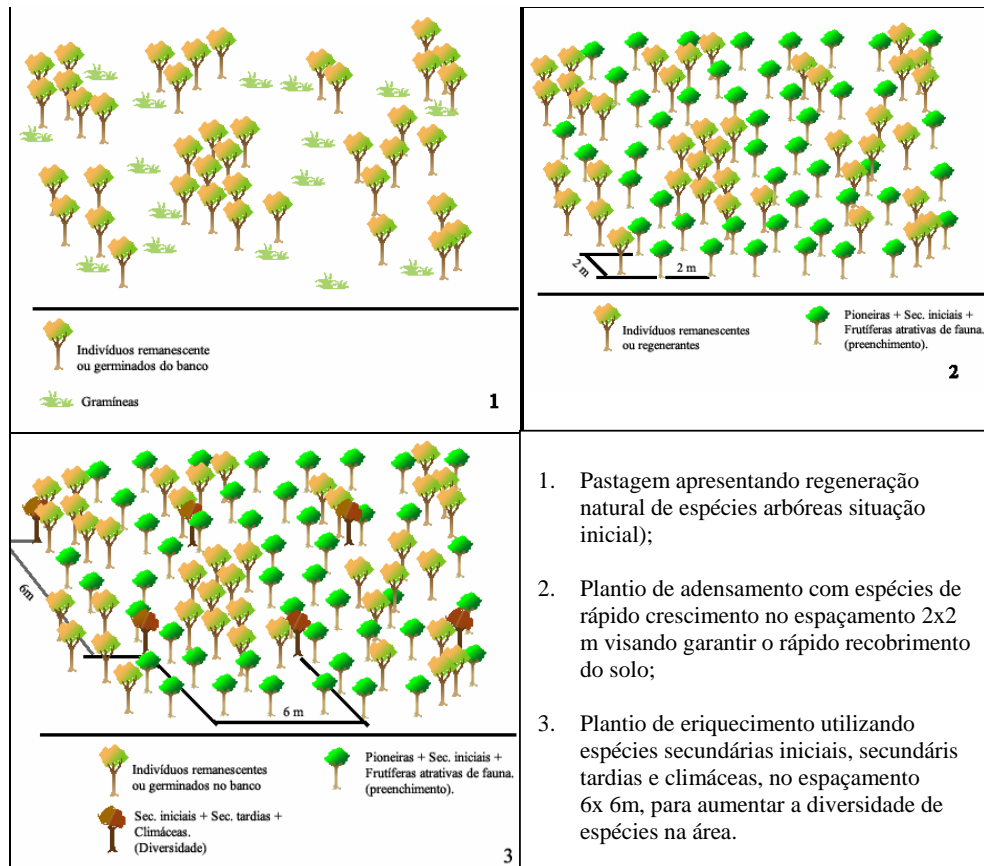 Indivíduos remanescente
ou germinados do banco
Gramíneas
1
2 m
2 m
Indivíduos remanescentes
ou regenerantes
Pioneiras + Sec. iniciais +
Frutíferas atrativas de fauna.
(preenchimento).
2
6m
6 m
Indivíduos remanescentes
ou germinados no banco
Pioneiras + Sec. iniciais +
Frutíferas atrativas de fauna.
(preenchimento).
Sec. iniciais + Sec. tardias +
Climáceas.
(Diversidade)
3
1. Pastagem apresentando regeneração
natural de espécies arbóreas situação
inicial);
2. Plantio de adensamento com espécies de
rápido crescimento no espaçamento 2x2
m visando garantir o rápido recobrimento
do solo;
3. Plantio de eriquecimento utilizando
espécies secundárias iniciais, secundáris
tardias e climáceas, no espaçamento
6x 6m, para aumentar a diversidade de
espécies na área.